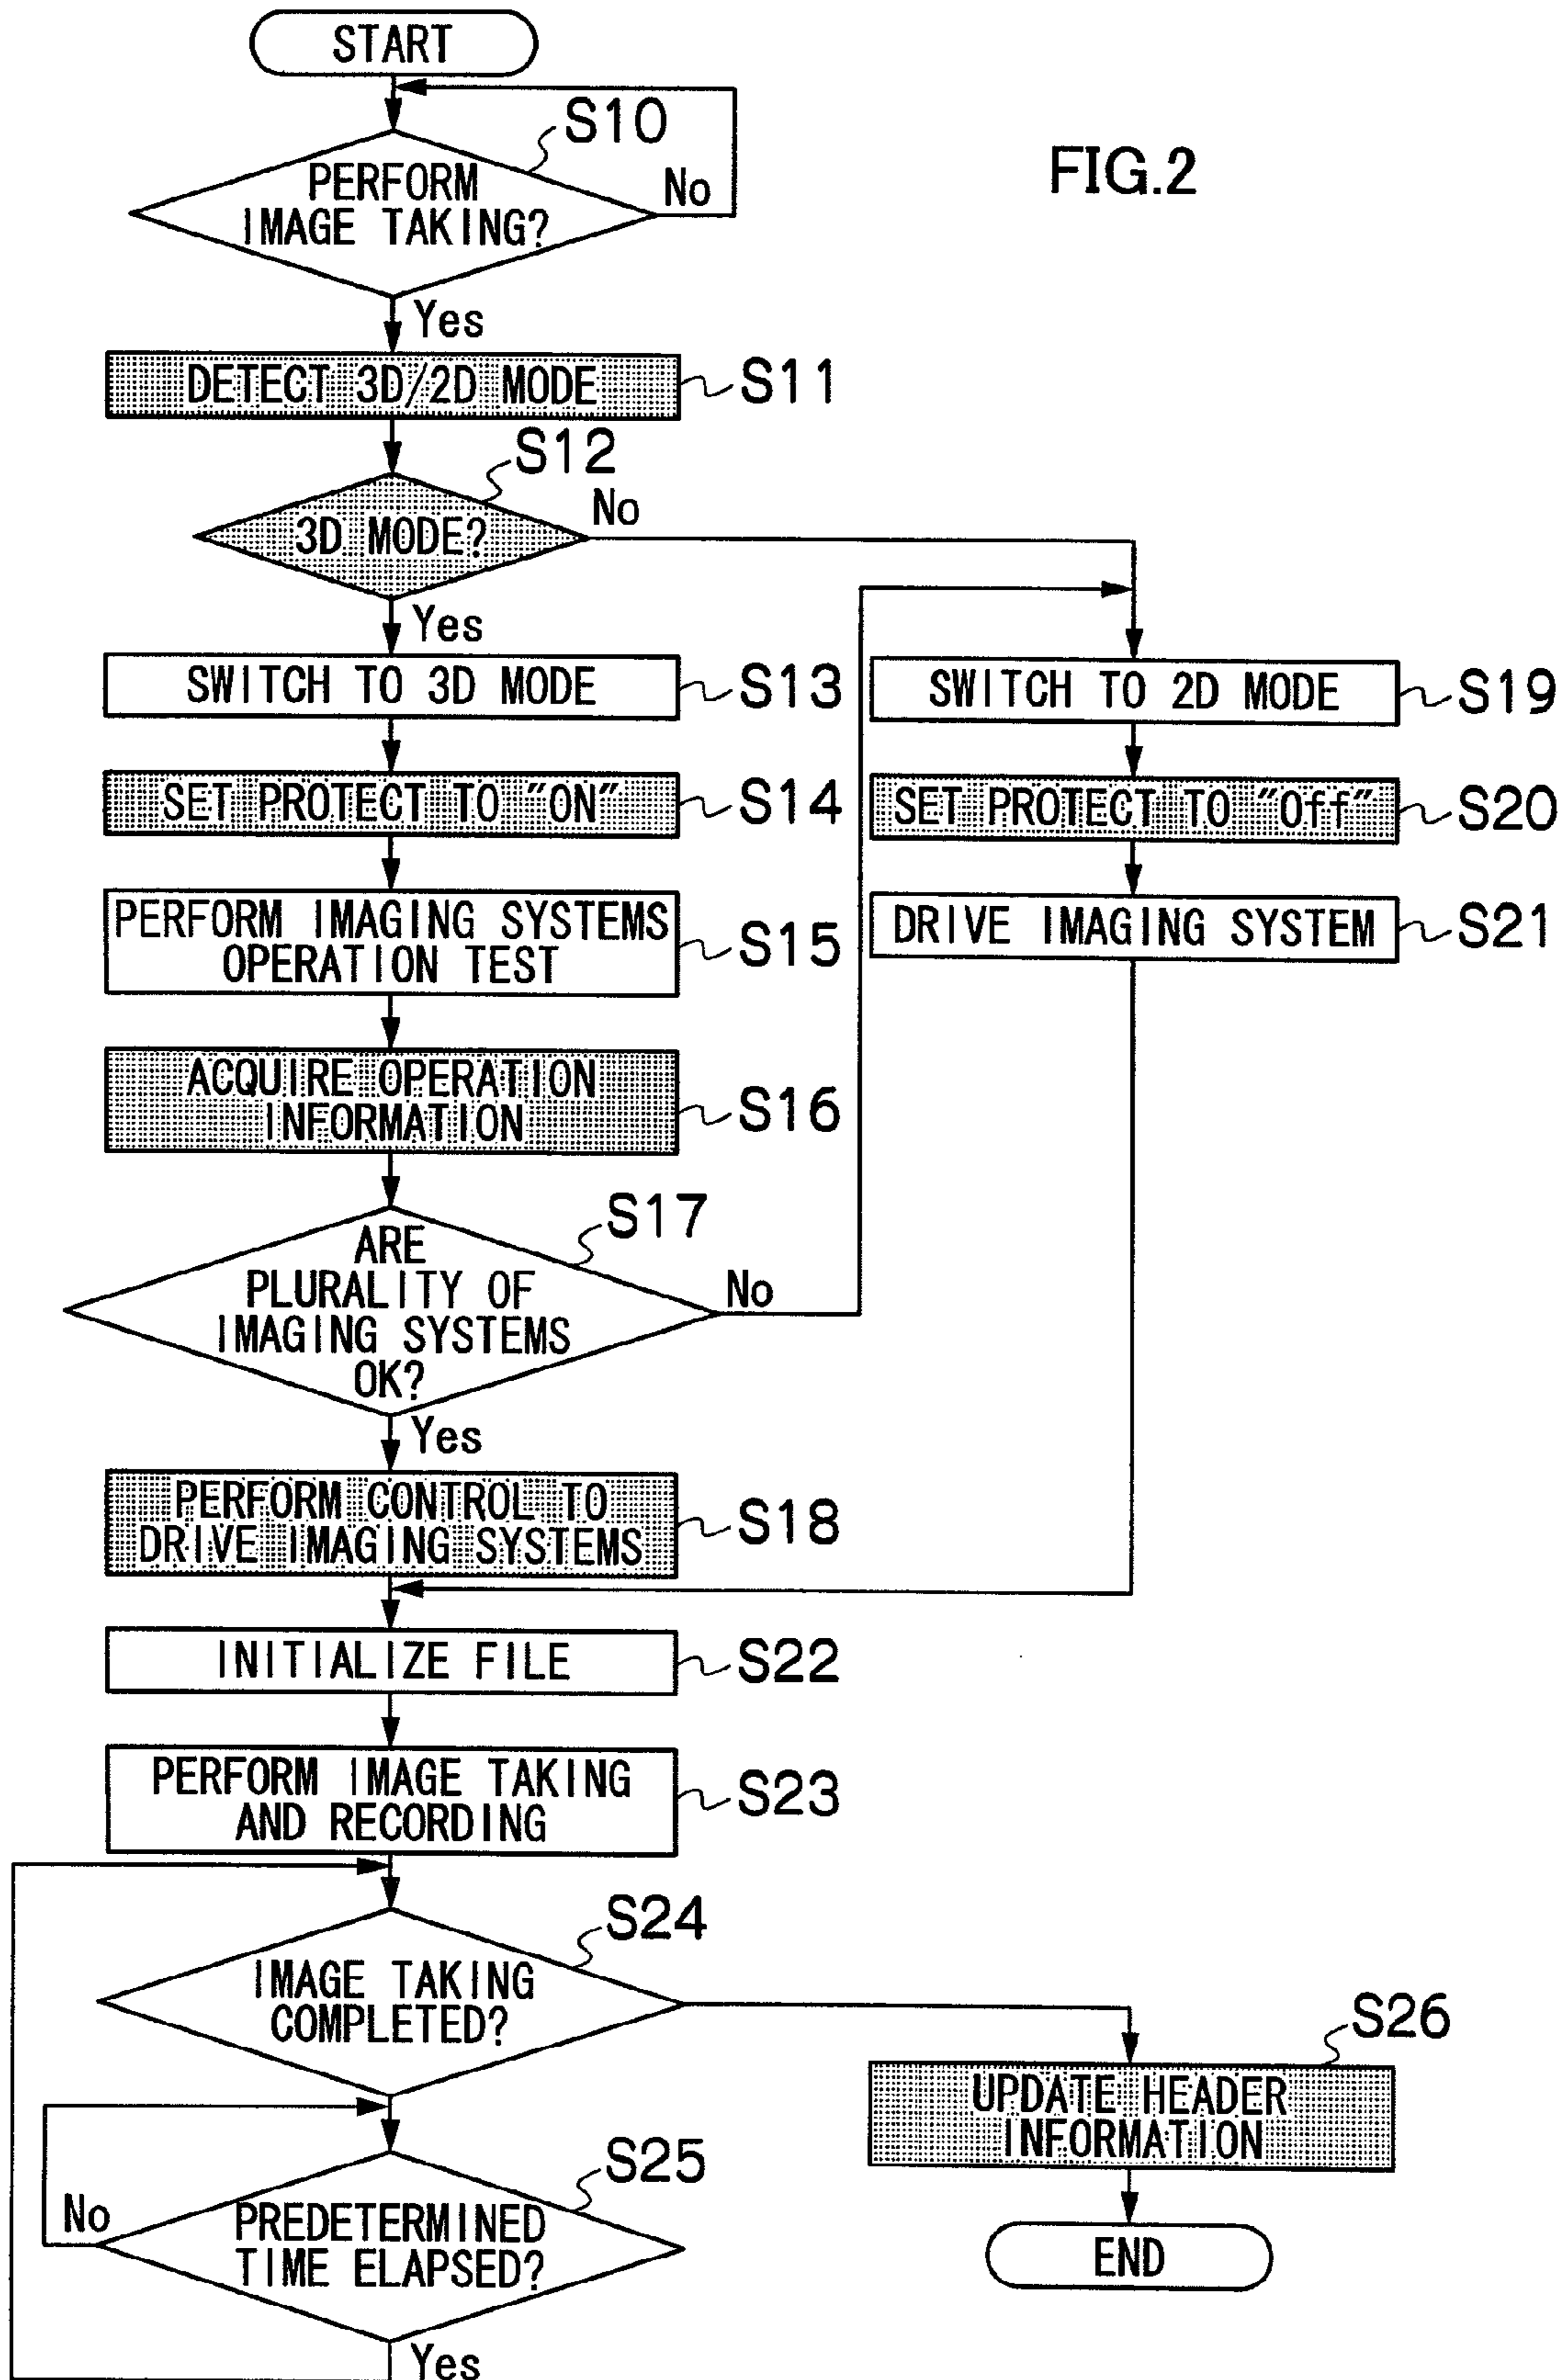 START
S10
FIG.2
PERFORM
IMAGE TAKING?
No
Yes
DETECT 3D/2D MODE
S11
S12
3D MODE?
No
Yes
SWITCH TO 3D MODE
S13
SWITCH TO 2D MODE
S19
SET PROTECT TO "ON"
S14
SET PROTECT TO "Off"
S20
PERFORM IMAGING SYSTEMS
OPERATION TEST
S15
DRIVE IMAGING SYSTEM
S21
ACQUIRE OPERATION
INFORMATION
S16
S17
ARE
PLURALITY OF
IMAGING SYSTEMS
OK?
No
Yes
PERFORM CONTROL TO
DRIVE IMAGING SYSTEMS
S18
INITIALIZE FILE
S22
PERFORM IMAGE TAKING
AND RECORDING
S23
S24
IMAGE TAKING
COMPLETED?
S26
UPDATE HEADER
INFORMATION
S25
No
PREDETERMINED
TIME ELAPSED?
END
Yes